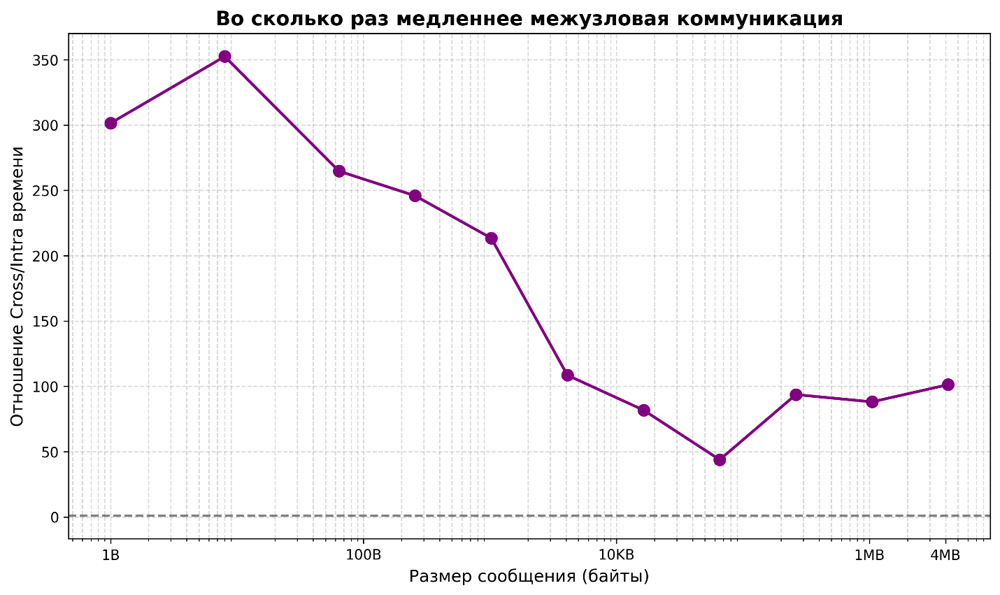 Во сколько раз медленнее межузловая коммуникация
Отношение Cross/Intra времени
350
300
250
200
150
100
50
0
1B
100B
10KB
1MB
4MB
Размер сообщения (байты)